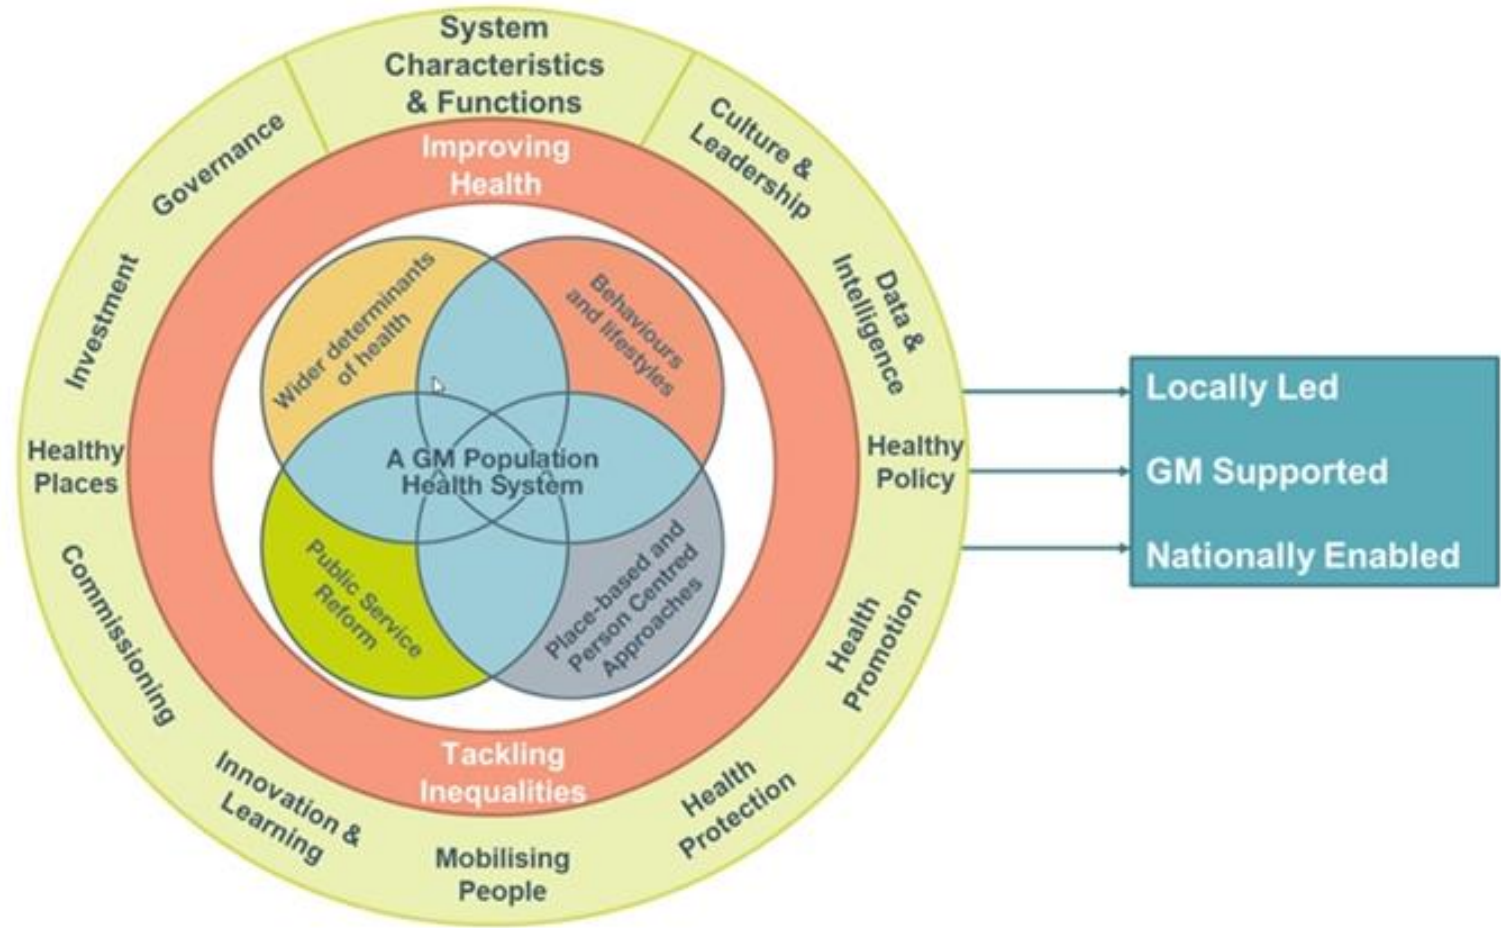 System
Characteristics
& Functions
Culture &
Leadership
Data &
Intelligence
Healthy
Policy
Health
Promotion
Health
Protection
Mobilising
People
Innovation &
Learning
Commissioning
Healthy
Places
Investment
Governance
Improving
Health
Tackling
Inequalities
Wider determinants
of health
Behaviours
and lifestyles
A GM Population
Health System
Public Service
Reform
Place-based and
Person Centred
Approaches
Locally Led
GM Supported
Nationally Enabled